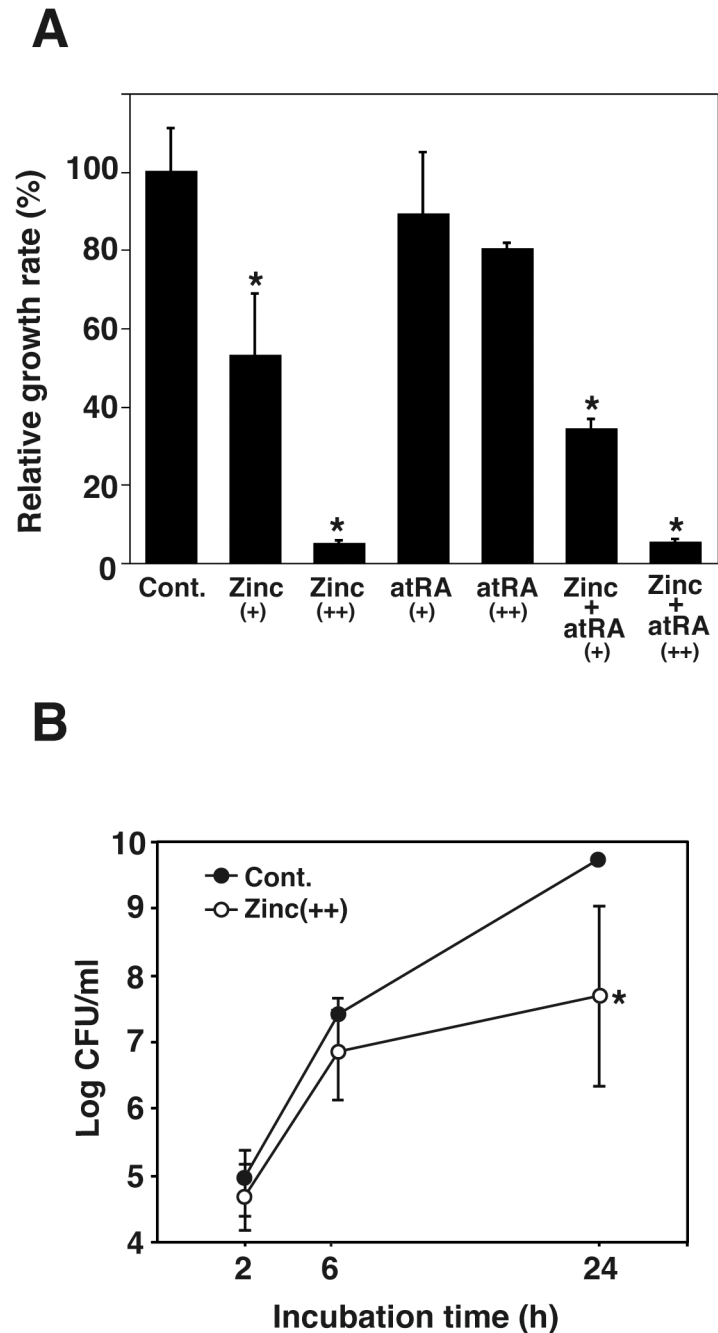 A
Relative growth rate (%)
100
80
60
40
20
0
Cont.
Zinc
(+)
Zinc
(++)
atRA
(+)
atRA
(++)
Zinc
+
atRA
(+)
Zinc
+
atRA
(++)
*
*
*
*
B
Log CFU/ml
10
9
8
7
6
5
4
Cont.
Zinc(++)
*
2
6
24
Incubation time (h)